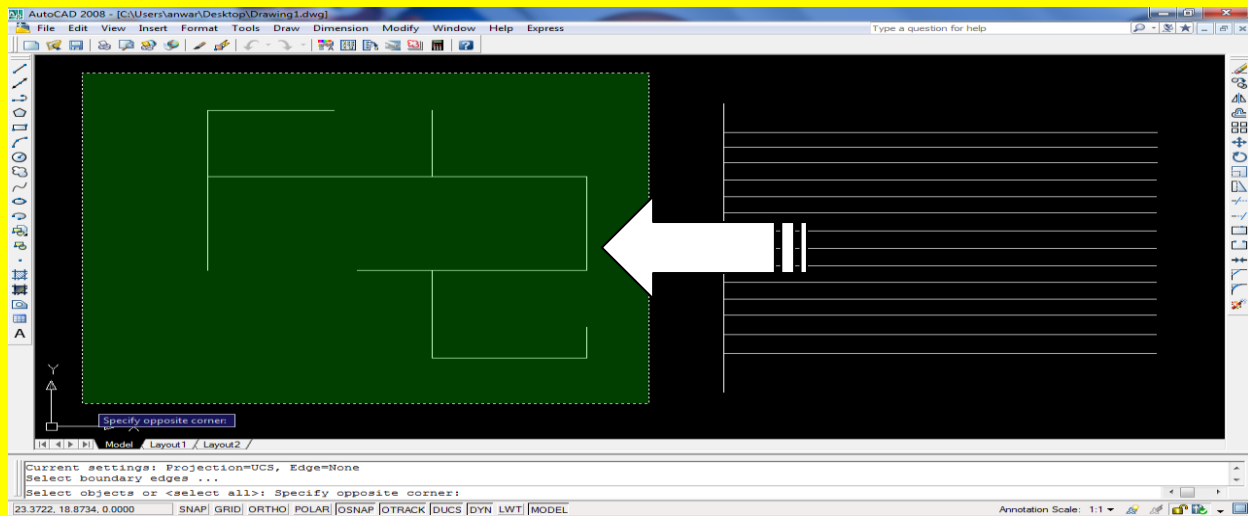 AutoCAD 2008 - [C:\Users\anwar\Desktop\Drawing1.dwg]
File Edit View Insert Format Tools Draw Dimension Modify Window Help Express Type a question for help
A
Y
Specify opposite corner:
X
Model Layout1 Layout2
Current settings: Projection=UCS, Edge=None
Select boundary edges ...
Select objects or <select all>: Specify opposite corner:
23.3722, 18.8734, 0.0000 SNAP GRID ORTHO POLAR OSNAP OTRACK DUCS DYN LWT MODEL Annotation Scale: 1:1